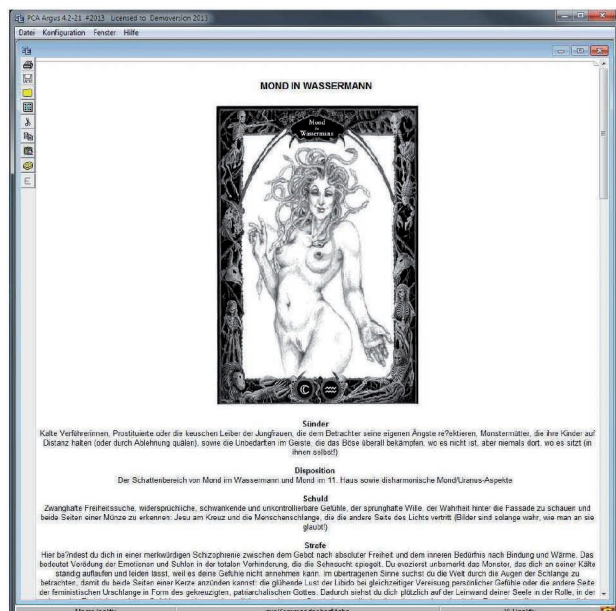 PCA Argus 4.2-21 #2013 Licensed to Demoversion 2013
Datei Konfiguration Fenster Hilfe
MOND IN WASSERMANN
Mond
in
Wassermann
Sünder
Kalte Verführerinnen, Prostituierte oder die keuschen Leiber der Jungfrauen, die dem Betrachter seine eigenen Ängste re?ektieren, Monstermütter, die ihre Kinder auf
Distanz halten (oder durch Ablehnung quälen), sowie die Unbedarften im Geiste, die das Böse überall bekämpfen, wo es nicht ist, aber niemals dort, wo es sitzt (in
ihnen selbst!)
Disposition
Der Schattenbereich von Mond im Wassermann und Mond im 11. Haus sowie disharmonische Mond/Uranus-Aspekte
Schuld
Zwanghafte Freiheitssuche, widersprüchliche, schwankende und unkontrollierbare Gefühle, der sprunghafte Wille, der Wahrheit hinter die Fassade zu schauen und
beide Seiten einer Münze zu erkennen: Jesu am Kreuz und die Menschenschlange, die die andere Seite des Lichts vertritt (Bilder sind solange wahr, wie man an sie
glaubt!)
Strafe
Hier be?ndest du dich in einer merkwürdigen Schizophrenie zwischen dem Gebot nach absoluter Freiheit und dem inneren Bedürfnis nach Bindung und Wärme. Das
bedeutet Verödung der Emotionen und Suhlen in der totalen Verhinderung, die die Sehnsucht spiegelt. Du evozierst unbemerkt das Monster, das dich an deiner Kälte
ständig auflaufen und leiden lässt, weil es deine Gefühle nicht annehmen kann. Im übertragenen Sinne suchst du die Welt durch die Augen der Schlange zu
betrachten, damit du beide Seiten einer Kerze anzünden kannst: die glühende Lust der Libido bei gleichzeitiger Vereisung persönlicher Gefühle oder die andere Seite
der feministischen Urschlange in Form des gekreuzigten, patriarchalischen Gottes. Dadurch siehst du dich plötzlich auf der Leinwand deiner Seele in der Rolle, in der